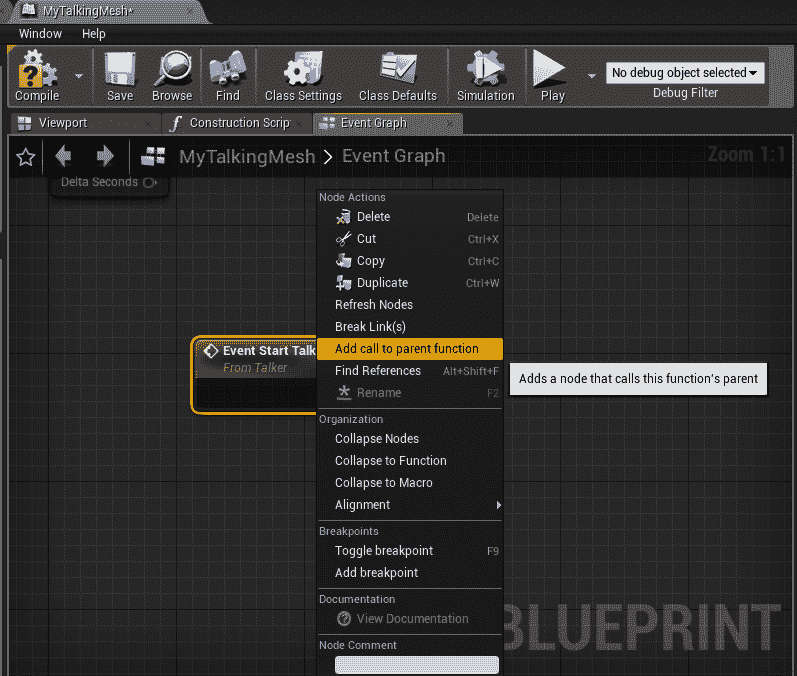 MyTalkingMesh*
Window Help
Compile Save Browse Find Class Settings Class Defaults Simulation Play No debug object selected
Debug Filter
Viewport Construction Scrip Event Graph
MyTalkingMesh > Event Graph Zoom 1:1
Delta Seconds
Node Actions
Delete Delete
Cut Ctrl+X
Copy Ctrl+C
Duplicate Ctrl+W
Refresh Nodes
Break Link(s)
Event Start Talk Add call to parent function
From Talker Find References Alt+Shift+F
Adds a node that calls this function's parent
Rename F2
Organization
Collapse Nodes
Collapse to Function
Collapse to Macro
Alignment
Breakpoints
Toggle breakpoint F9
Add breakpoint
Documentation
View Documentation
BLUEPRINT
Node Comment